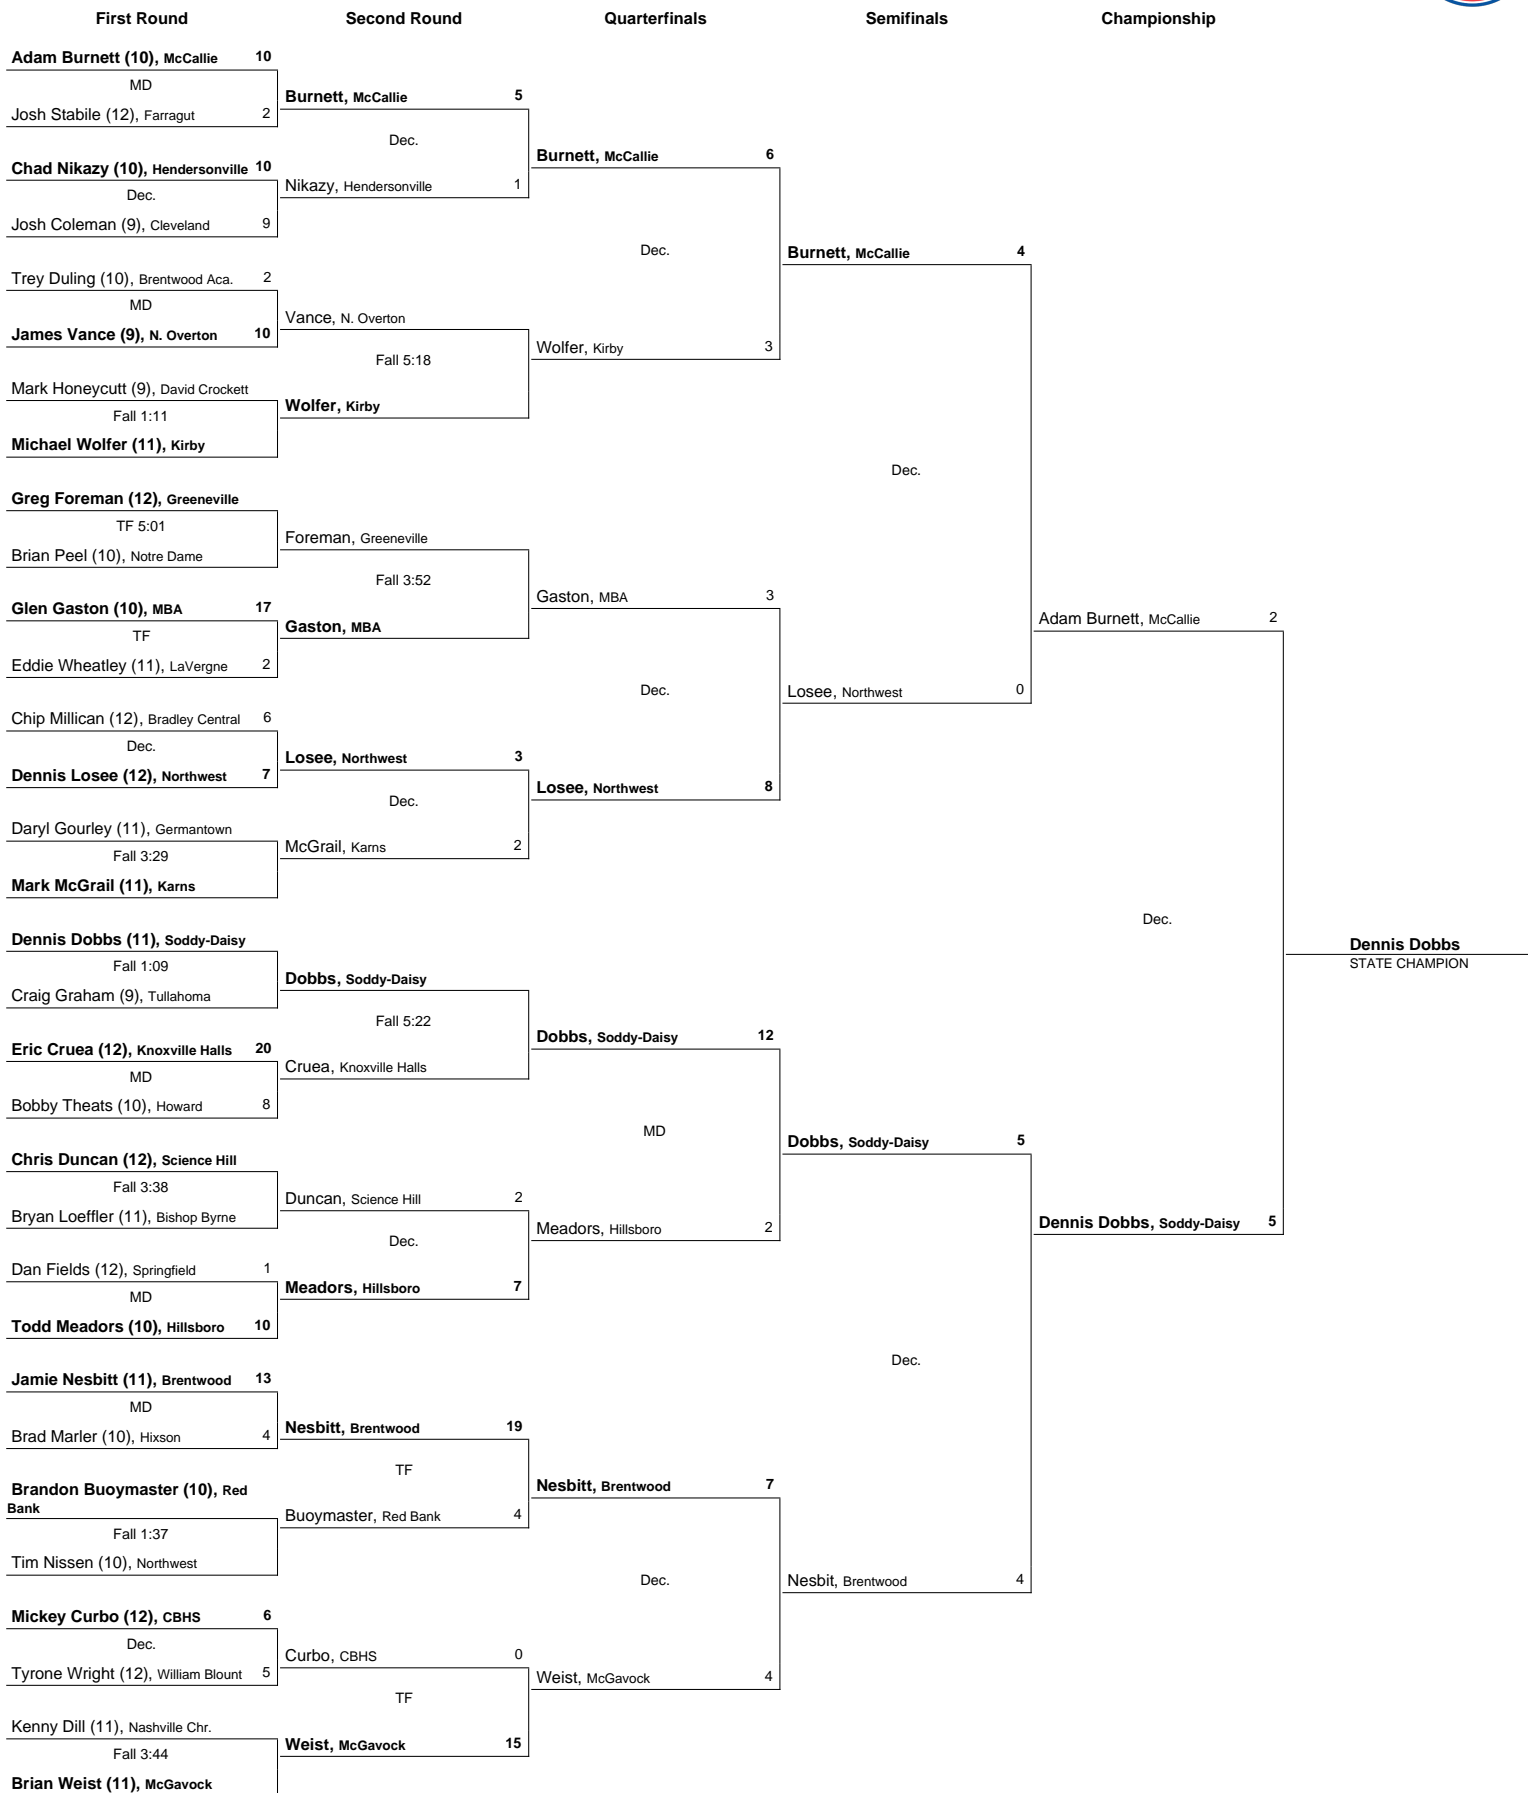 First Round
Second Round
Quarterfinals
Semifinals
Championship
Adam Burnett (10), McCallie 10
MD
Josh Stabile (12), Farragut 2
Chad Nikazy (10), Hendersonville 10
Dec.
Josh Coleman (9), Cleveland 9
Trey Duling (10), Brentwood Aca. 2
MD
James Vance (9), N. Overton 10
Mark Honeycutt (9), David Crockett
Fall 1:11
Michael Wolfer (11), Kirby
Greg Foreman (12), Greeneville
TF 5:01
Brian Peel (10), Notre Dame
Glen Gaston (10), MBA 17
TF
Eddie Wheatley (11), LaVergne 2
Chip Millican (12), Bradley Central 6
Dec.
Dennis Losee (12), Northwest 7
Daryl Gourley (11), Germantown
Fall 3:29
Mark McGrail (11), Karns
Dennis Dobbs (11), Soddy-Daisy
Fall 1:09
Craig Graham (9), Tullahoma
Eric Cruea (12), Knoxville Halls 20
MD
Bobby Theats (10), Howard 8
Chris Duncan (12), Science Hill
Fall 3:38
Bryan Loeffler (11), Bishop Byrne
Dan Fields (12), Springfield 1
MD
Todd Meadors (10), Hillsboro 10
Jamie Nesbitt (11), Brentwood 13
MD
Brad Marler (10), Hixson 4
Brandon Buoymaster (10), Red
Bank
Fall 1:37
Tim Nissen (10), Northwest
Mickey Curbo (12), CBHS 6
Dec.
Tyrone Wright (12), William Blount 5
Kenny Dill (11), Nashville Chr.
Fall 3:44
Brian Weist (11), McGavock
Burnett, McCallie 5
Dec.
Nikazy, Hendersonville 1
Vance, N. Overton
Fall 5:18
Wolfer, Kirby
Foreman, Greeneville
Fall 3:52
Gaston, MBA
Losee, Northwest 3
Dec.
McGrail, Karns 2
Dobbs, Soddy-Daisy
Fall 5:22
Cruea, Knoxville Halls
Duncan, Science Hill 2
Dec.
Meadors, Hillsboro 7
Nesbitt, Brentwood 19
TF
Buoymaster, Red Bank 4
Curbo, CBHS 0
TF
Weist, McGavock 15
Burnett, McCallie 6
Dec.
Wolfer, Kirby 3
Gaston, MBA 3
Dec.
Losee, Northwest 8
Dobbs, Soddy-Daisy 12
MD
Meadors, Hillsboro 2
Nesbitt, Brentwood 7
Dec.
Weist, McGavock 4
Burnett, McCallie 4
Dec.
Losee, Northwest 0
Dobbs, Soddy-Daisy 5
Dec.
Nesbit, Brentwood 4
Adam Burnett, McCallie 2
Dec.
Dennis Dobbs, Soddy-Daisy 5
Dennis Dobbs
STATE CHAMPION